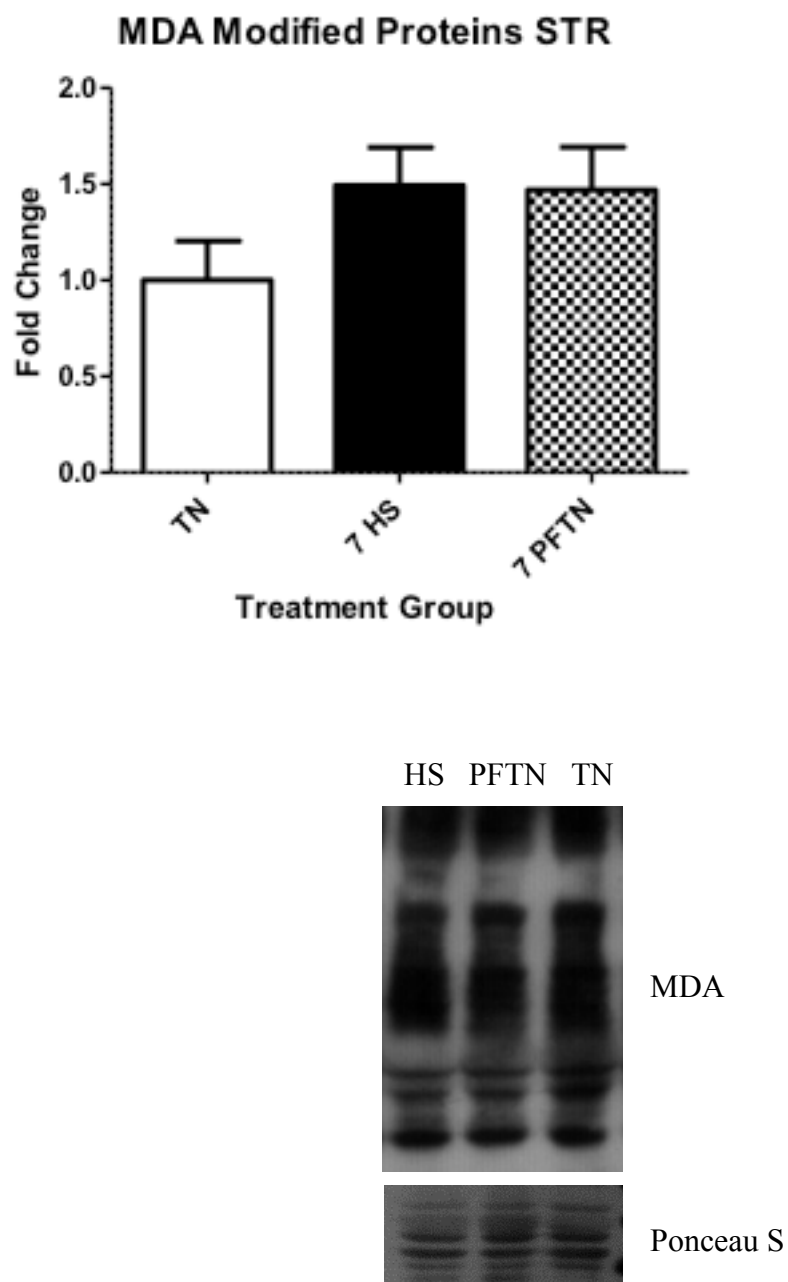 MDA Modified Proteins STR
2.0
1.5
1.0
0.5
0.0
Fold Change
TN
7 HS
7 PFTN
Treatment Group
HS PFTN TN
MDA
Ponceau S